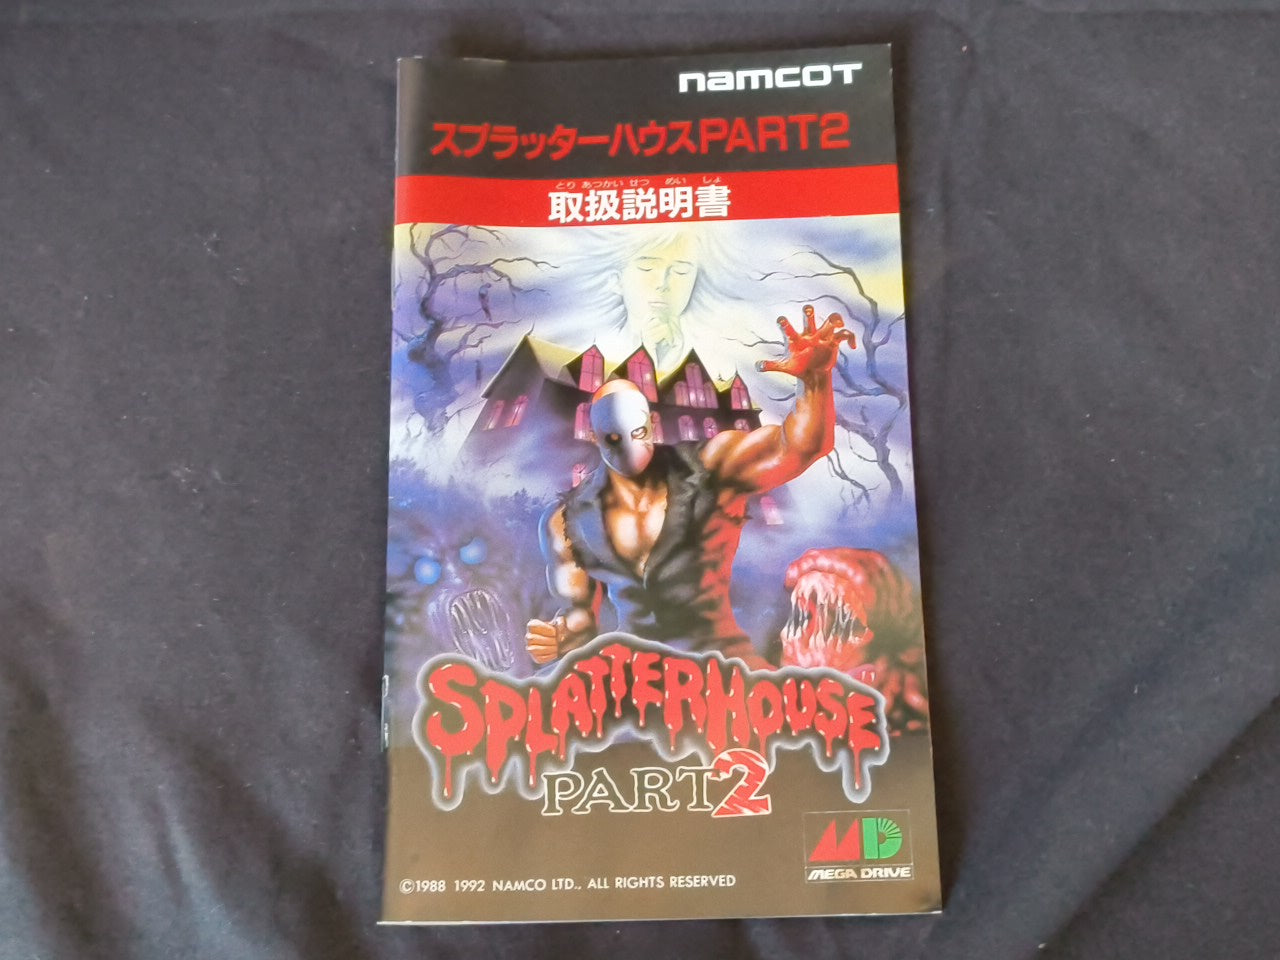 namcot
スプラッターハウスPART2
とり あつかい せつ めい しょ
取扱説明書
SPLATTERHOUSE
PART2
MD
MEGA DRIVE
©1988 1992 NAMCO LTD., ALL RIGHTS RESERVED